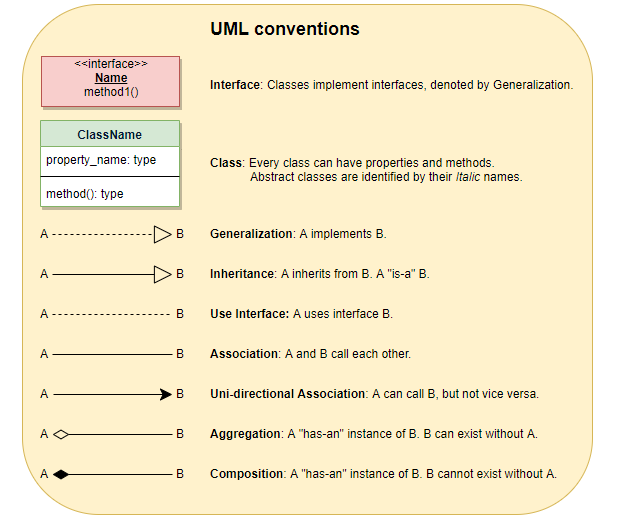 UML conventions
<<interface>>
Name
method1()
Interface: Classes implement interfaces, denoted by Generalization.
ClassName
property_name: type
method(): type
Class: Every class can have properties and methods.
Abstract classes are identified by their Italic names.
A B Generalization: A implements B.
A B Inheritance: A inherits from B. A "is-a" B.
A B Use Interface: A uses interface B.
A B Association: A and B call each other.
A B Uni-directional Association: A can call B, but not vice versa.
A B Aggregation: A "has-an" instance of B. B can exist without A.
A B Composition: A "has-an" instance of B. B cannot exist without A.